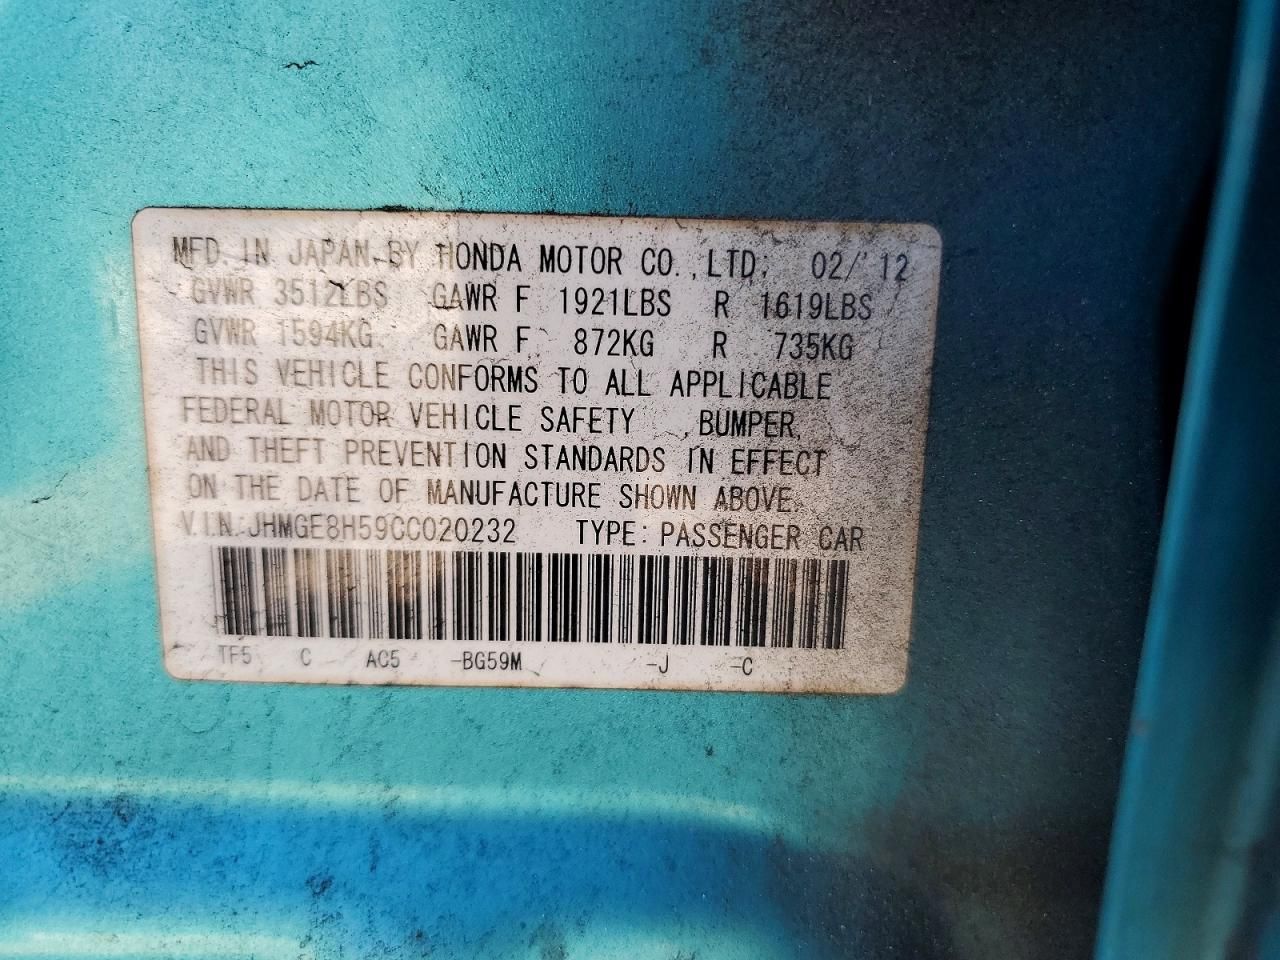 MFD. IN JAPAN BY HONDA MOTOR CO., LTD. 02/'12
GVWR 3512LBS GAWR F 1921LBS R 1619LBS
GVWR 1594KG GAWR F 872KG R 735KG
THIS VEHICLE CONFORMS TO ALL APPLICABLE
FEDERAL MOTOR VEHICLE SAFETY , BUMPER,
AND THEFT PREVENTION STANDARDS IN EFFECT
ON THE DATE OF MANUFACTURE SHOWN ABOVE.
V.I.N. JHMGE8H59CC020232 TYPE: PASSENGER CAR
TF5 C AC5 -BG59M -J -C